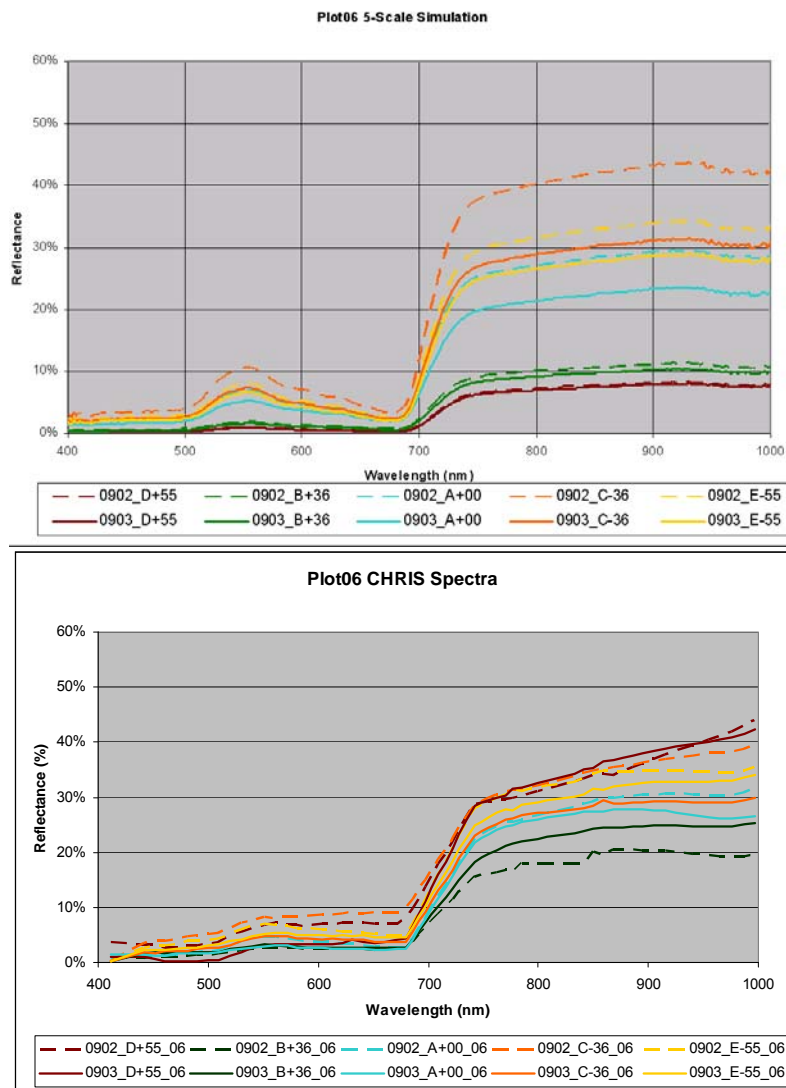 Plot06 5-Scale Simulation
60%
50%
40%
30%
20%
10%
0%
Reflectance
400 500 600 700 800 900 1000
Wavelength (nm)
0902_D+55 0902_B+36 0902_A+00 0902_C-36 0902_E-55
0903_D+55 0903_B+36 0903_A+00 0903_C-36 0903_E-55
Plot06 CHRIS Spectra
60%
50%
40%
30%
20%
10%
0%
Reflectance (%)
400 500 600 700 800 900 1000
Wavelength (nm)
0902_D+55_06 0902_B+36_06 0902_A+00_06 0902_C-36_06 0902_E-55_06
0903_D+55_06 0903_B+36_06 0903_A+00_06 0903_C-36_06 0903_E-55_06